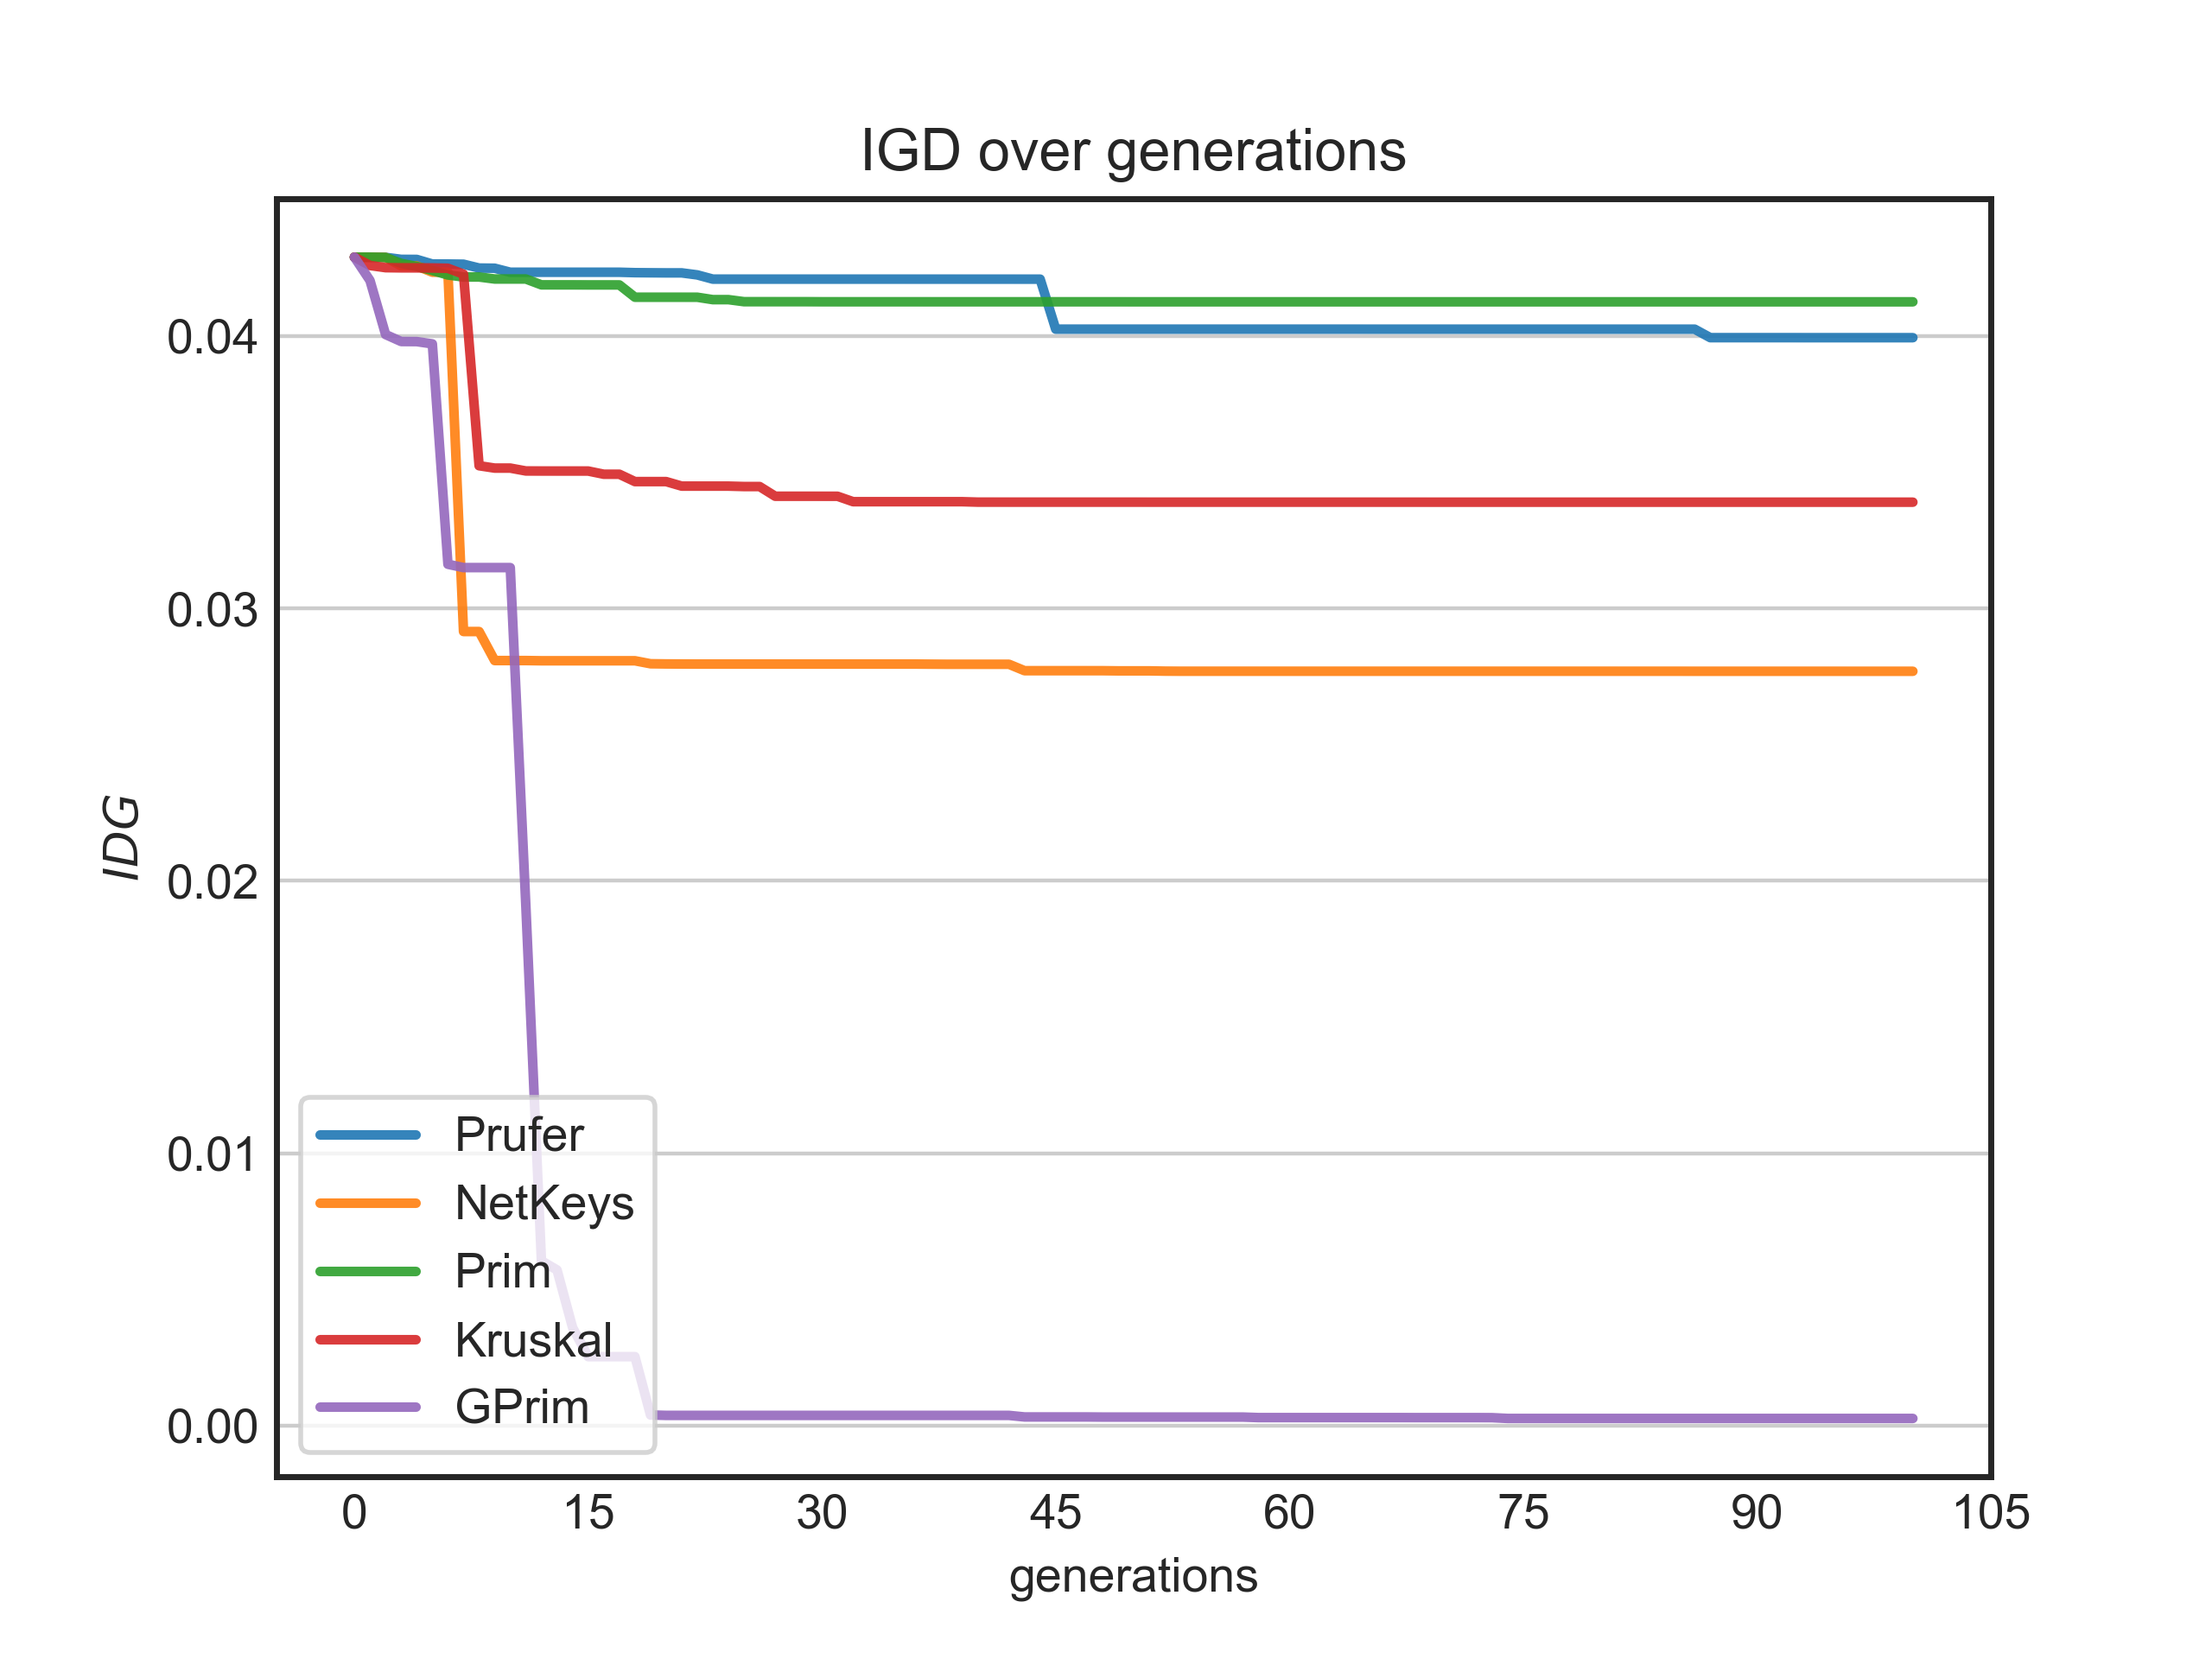 IGD over generations
0.04
0.03
0.02
0.01
0.00
IDG
Prufer
NetKeys
Prim
Kruskal
GPrim
0 15 30 45 60 75 90 105
generations